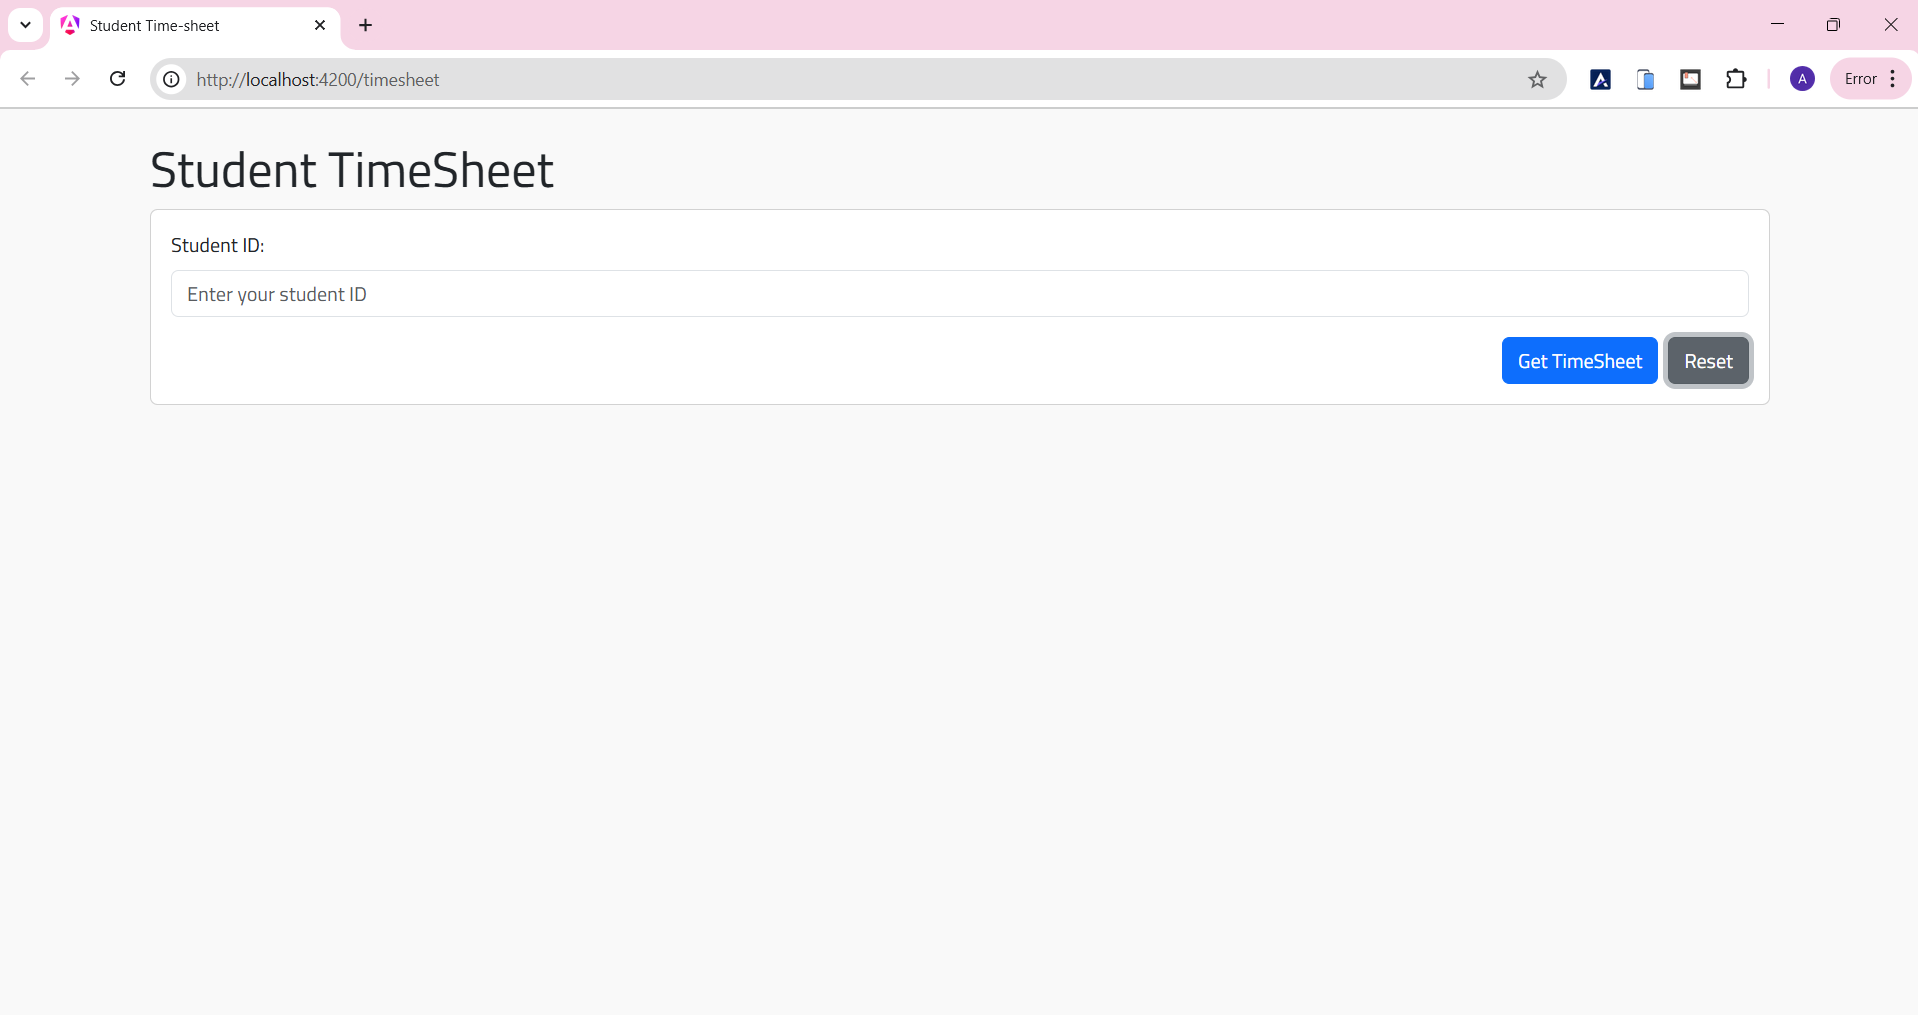 Student Time-sheet
http://localhost:4200/timesheet
A
Error
Student TimeSheet
Student ID:
Enter your student ID
Get TimeSheet Reset